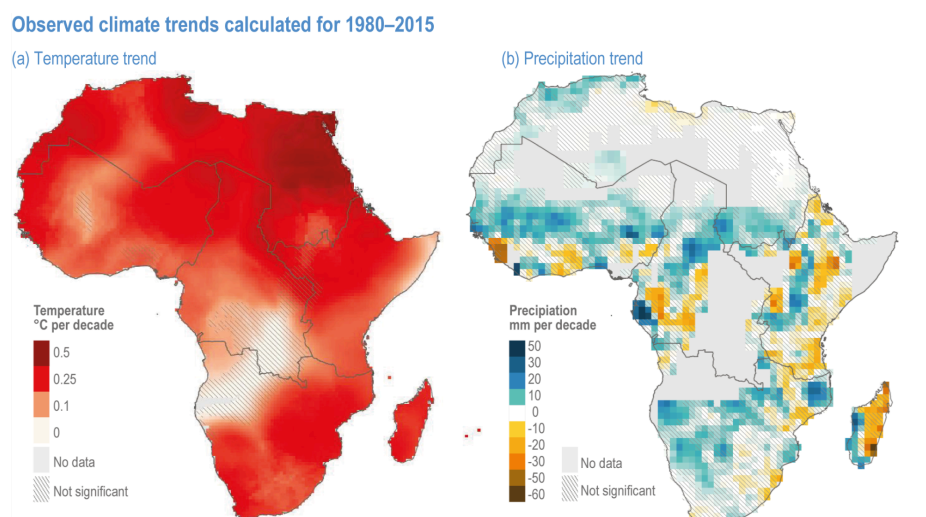 Observed climate trends calculated for 1980–2015
(a) Temperature trend
(b) Precipitation trend
Temperature
°C per decade
0.5
0.25
0.1
0
No data
Not significant
Precipitation
mm per decade
50
30
20
10
0
-10
-20
-30
-50
-60
No data
Not significant